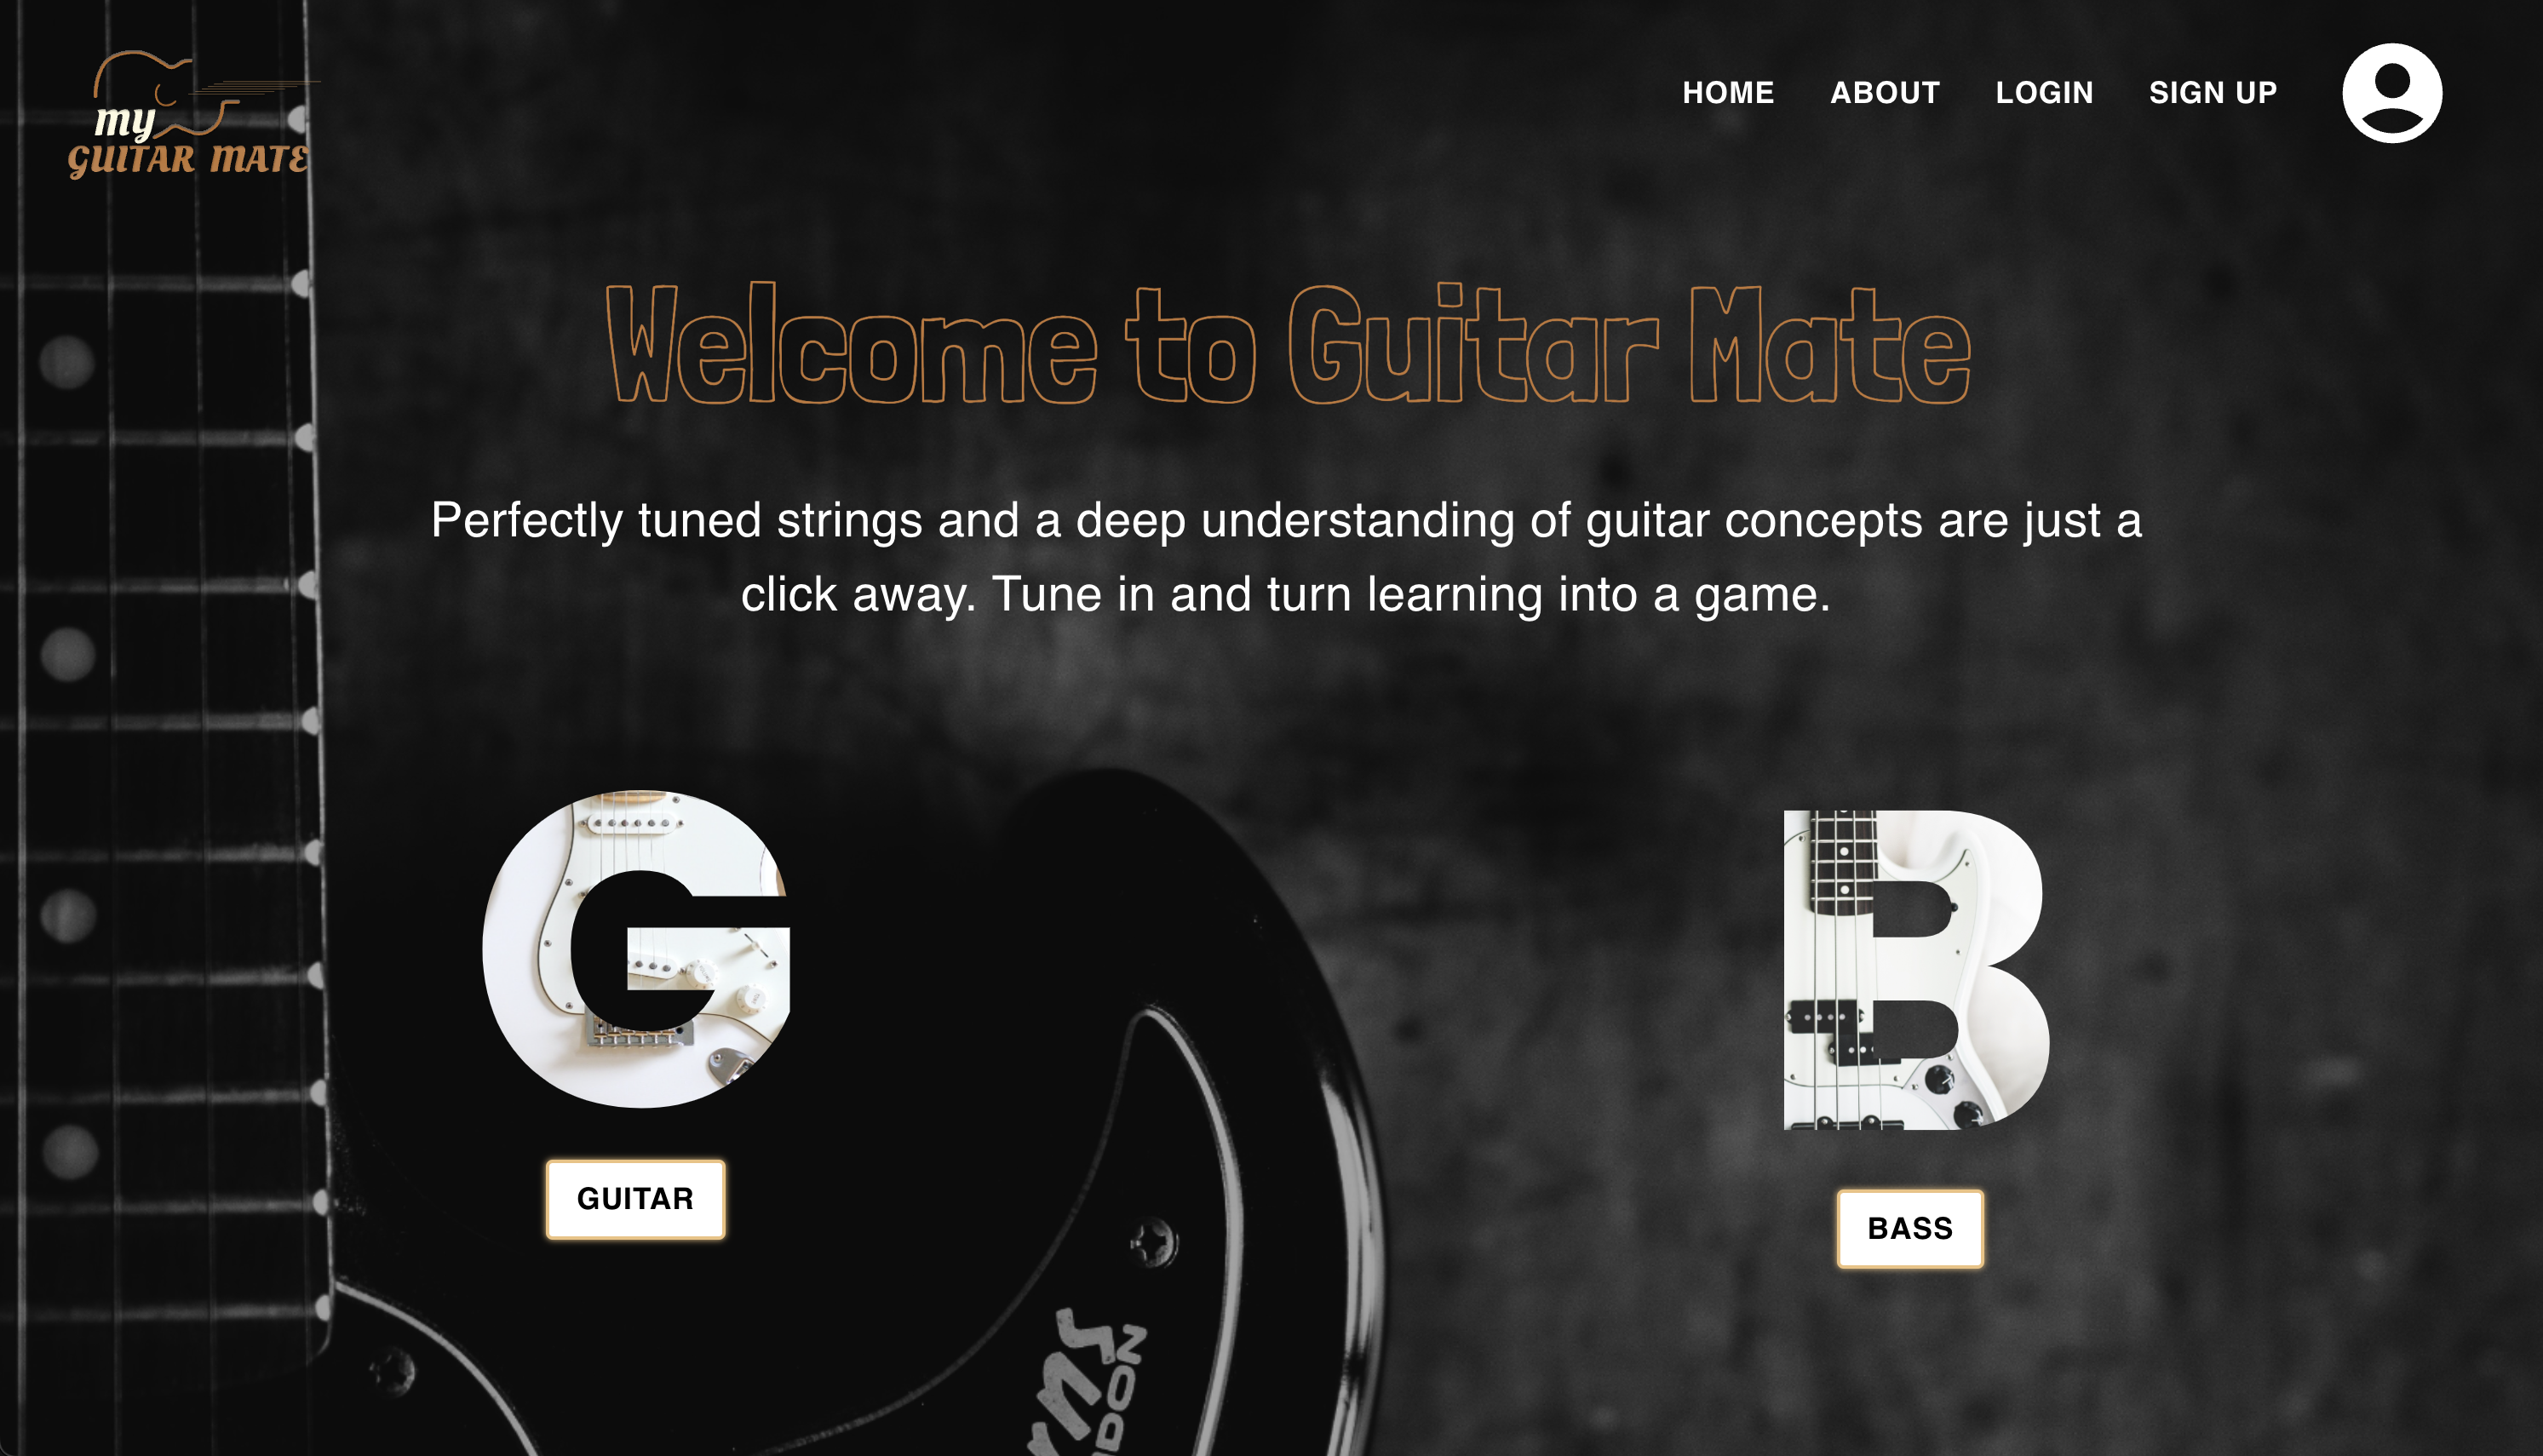 my
GUITAR MATE
HOME ABOUT LOGIN SIGN UP
Welcome to Guitar Mate
Perfectly tuned strings and a deep understanding of guitar concepts are just a
click away. Tune in and turn learning into a game.
G
B
GUITAR
BASS